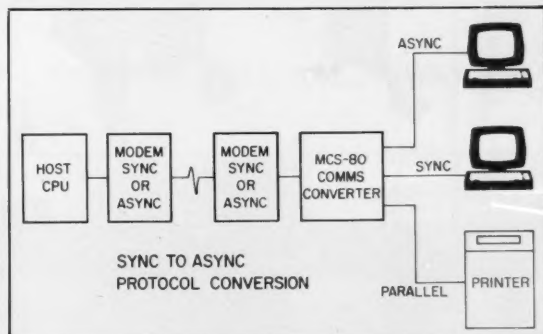 ASYNC
HOST
CPU
MODEM
SYNC
OR
ASYNC
MODEM
SYNC
OR
ASYNC
MCS-80
COMMS
CONVERTER
SYNC
SYNC TO ASYNC
PROTOCOL CONVERSION
PARALLEL
PRINTER